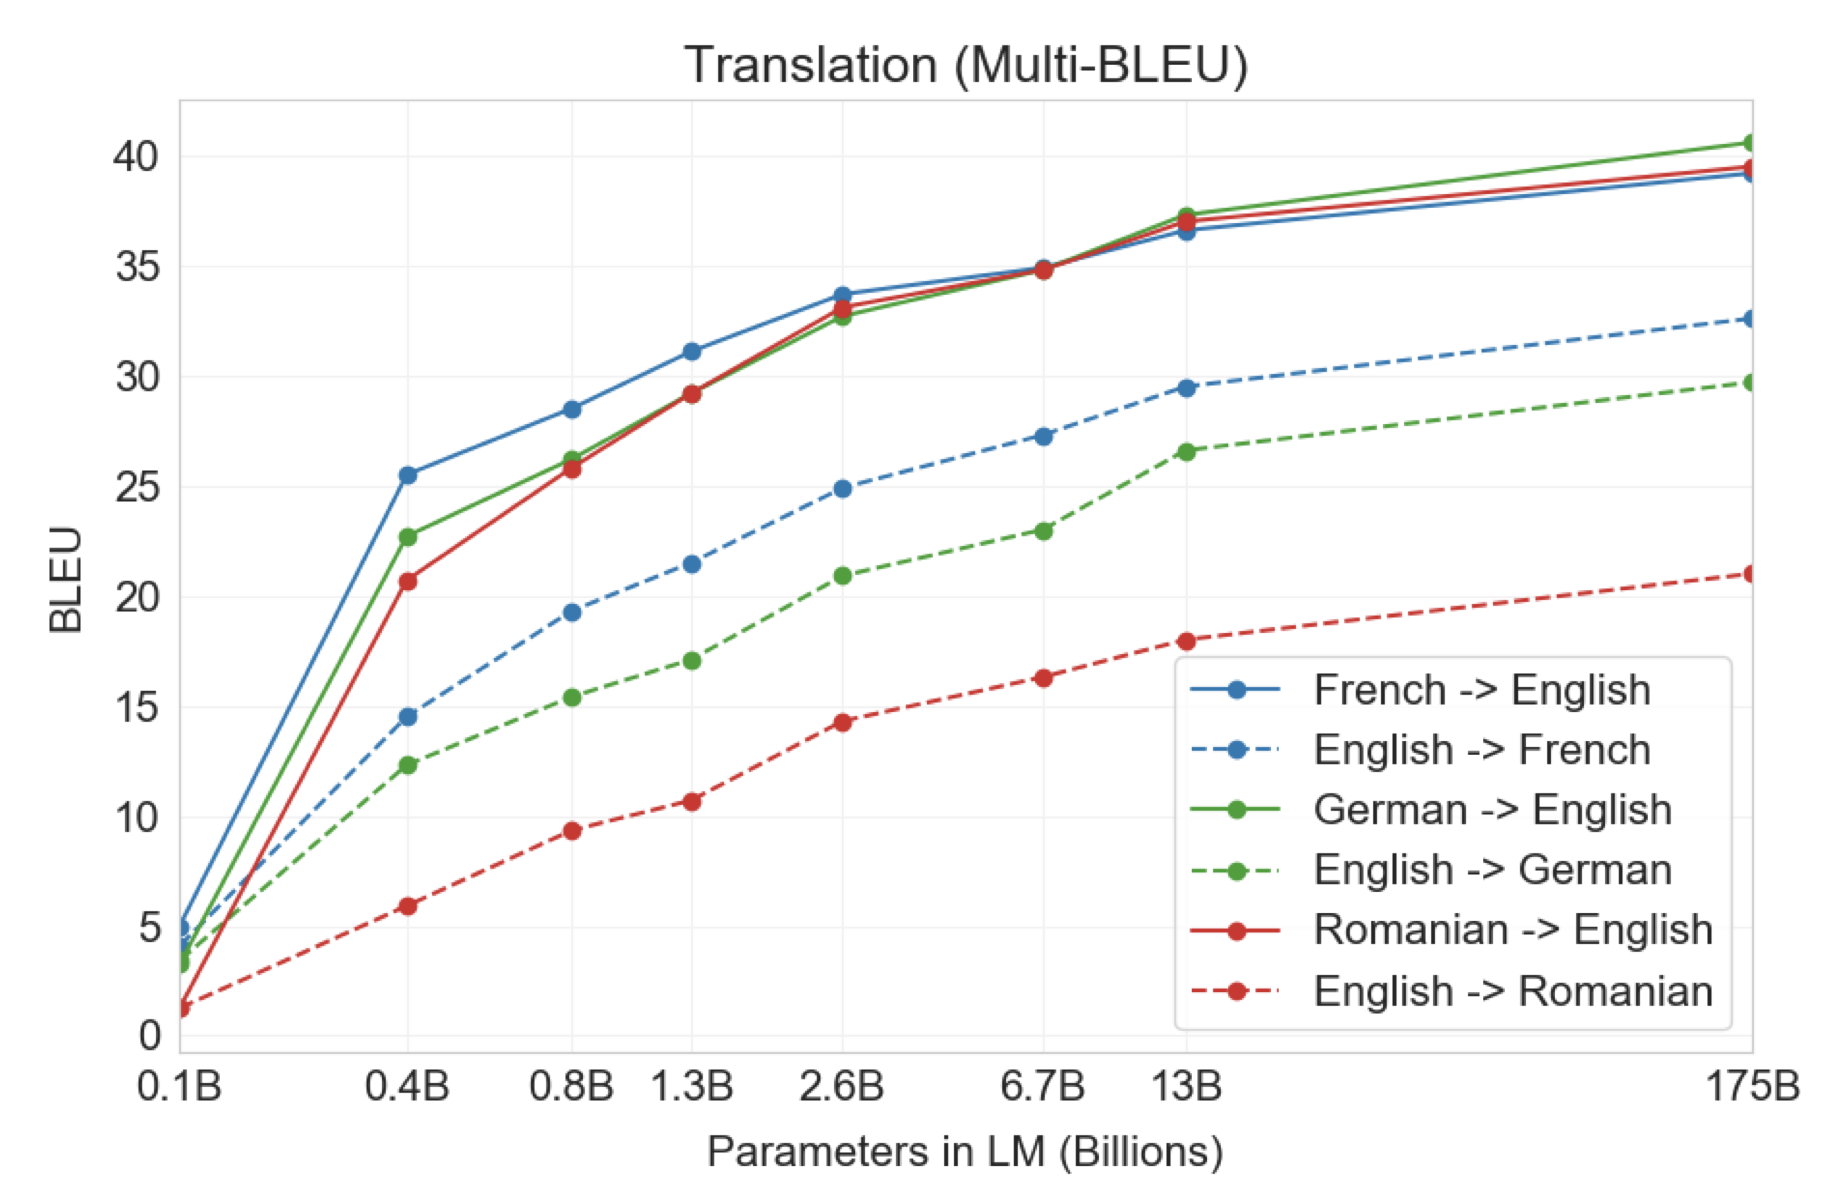 Translation (Multi-BLEU)
40
35
30
25
20
15
10
5
0
BLEU
0.1B 0.4B 0.8B 1.3B 2.6B 6.7B 13B 175B
Parameters in LM (Billions)
French -> English
English -> French
German -> English
English -> German
Romanian -> English
English -> Romanian